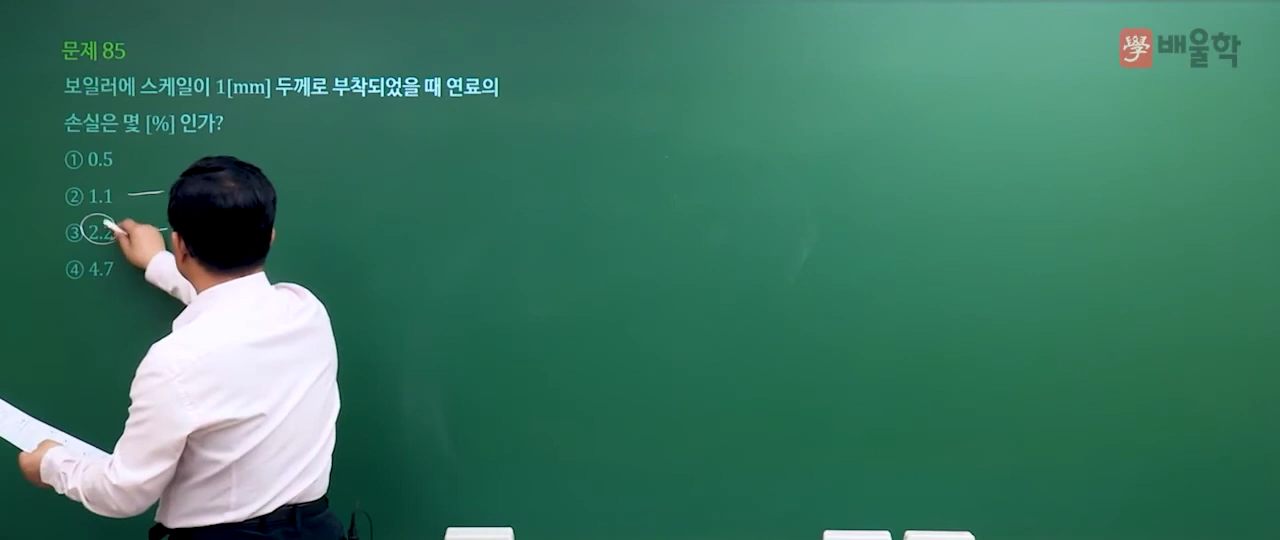 문제 85
學 배울학
보일러에 스케일이 1[mm] 두께로 부착되었을 때 연료의
손실은 몇 [%] 인가?
① 0.5
② 1.1
③ 2.2
④ 4.7